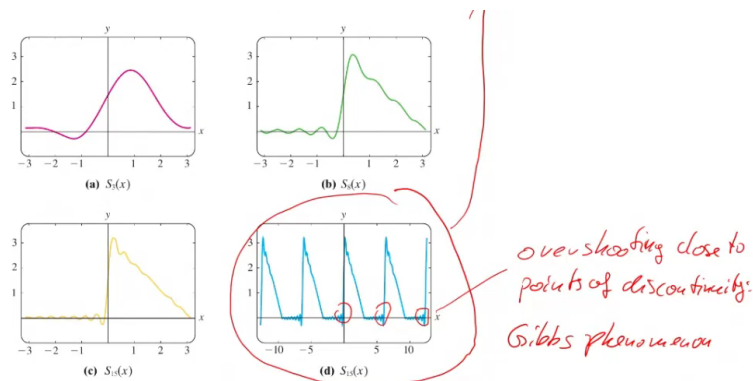 y
3
2
1
x
−3 −2 −1 1 2 3
(a) S3(x)
y
3
2
1
x
−3 −2 −1 1 2 3
(b) S8(x)
y
3
2
1
x
−3 −2 −1 1 2 3
(c) S15(x)
y
3
2
1
x
−10 −5 5 10
(d) S15(x)
overshooting close to
points of discontinuity:
Gibbs phenomenon